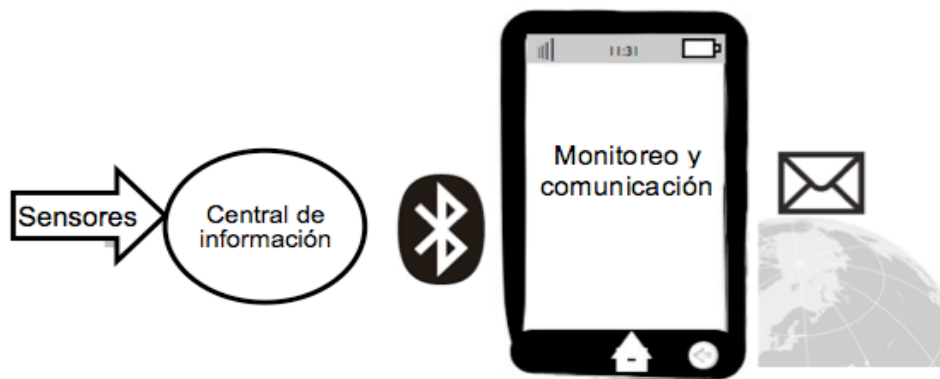 11:31
Monitoreo y
comunicación
Sensores
Central de
información